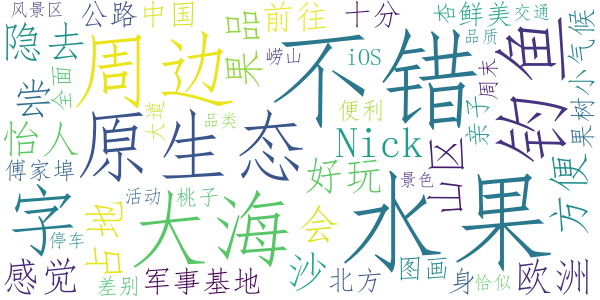 风景区
公路
中国
前往
十分
鲜美
交通
隐去
周边
果品
崂山
iOS
不错
品质
周末
钓鱼
小气候
尝
全面
大道
品类
便利
亲子
果树
怡人
原生态
Nick
山区
方便
傅家埠
好玩
景色
字
活动
桃子
大海
会
水果
停车
占地
感觉
差别
军事基地
沙
北方
图画
身
恰似
欧洲